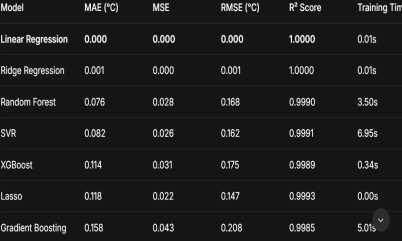 Model MAE (°C) MSE RMSE (°C) R² Score Training Tim
Linear Regression 0.000 0.000 0.000 1.0000 0.01s
Ridge Regression 0.001 0.000 0.001 1.0000 0.01s
Random Forest 0.076 0.028 0.168 0.9990 3.50s
SVR 0.082 0.026 0.162 0.9991 6.95s
XGBoost 0.114 0.031 0.175 0.9989 0.34s
Lasso 0.118 0.022 0.147 0.9993 0.00s
Gradient Boosting 0.158 0.043 0.208 0.9985 5.01s